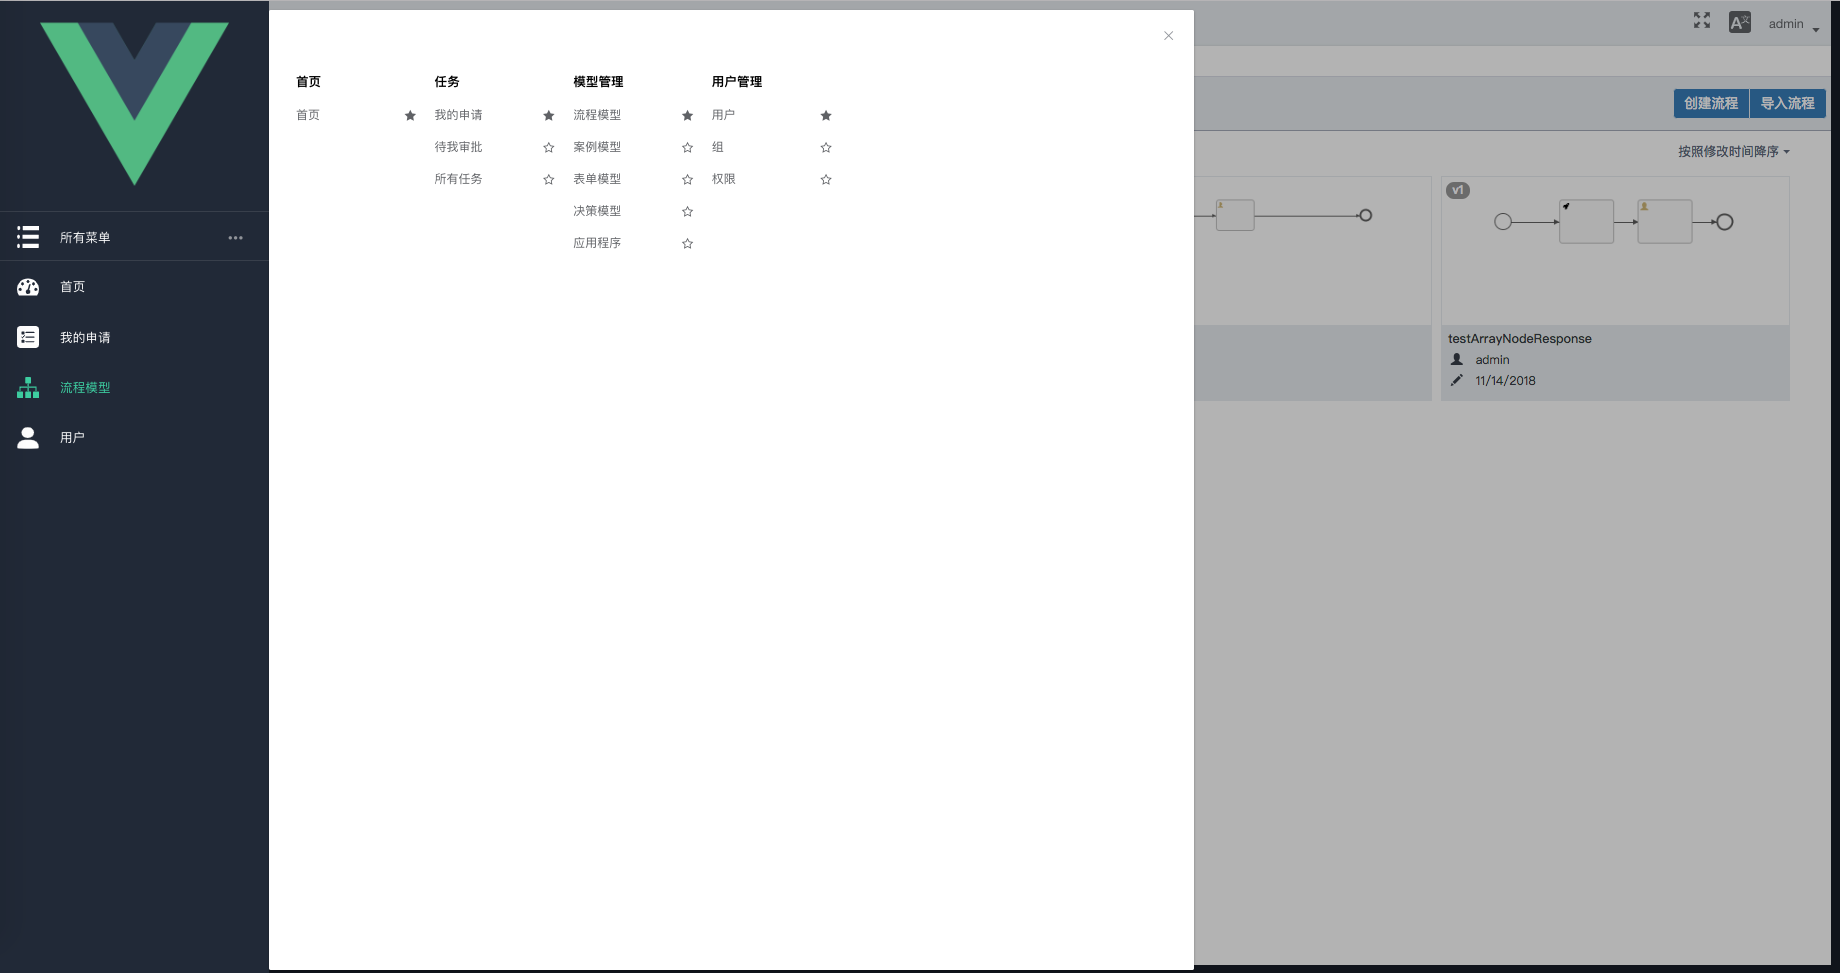 所有菜单
首页
我的申请
流程模型
用户
首页
首页
任务
我的申请
待我审批
所有任务
模型管理
流程模型
案例模型
表单模型
决策模型
应用程序
用户管理
用户
组
权限
A文
admin
创建流程
导入流程
按照修改时间降序
v1
testArrayNodeResponse
admin
11/14/2018